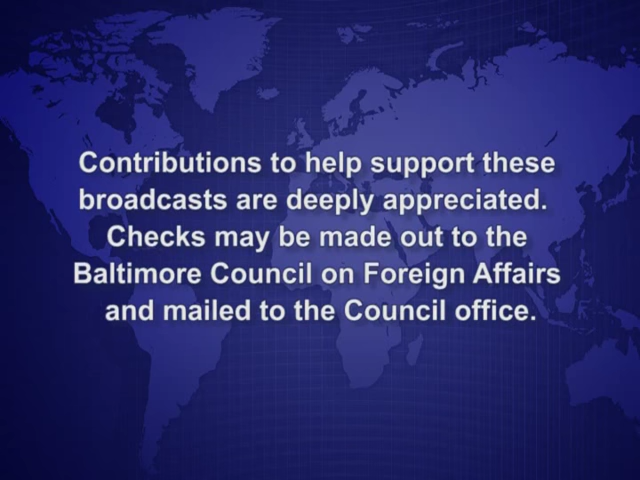 Contributions to help support these
broadcasts are deeply appreciated.
Checks may be made out to the
Baltimore Council on Foreign Affairs
and mailed to the Council office.